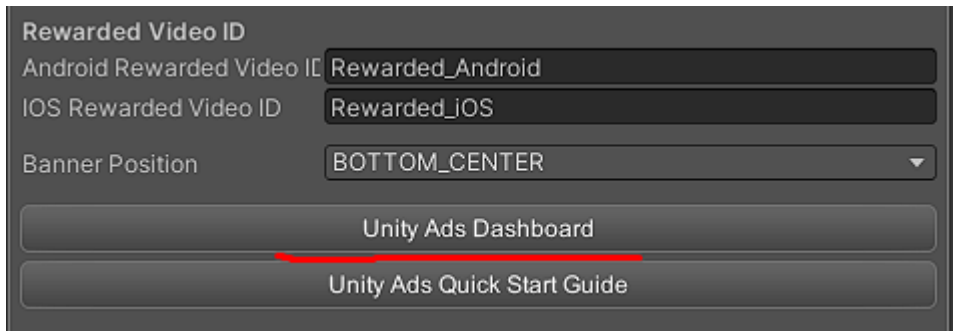 Rewarded Video ID
Android Rewarded Video ID Rewarded_Android
IOS Rewarded Video ID Rewarded_iOS
Banner Position BOTTOM_CENTER
Unity Ads Dashboard
Unity Ads Quick Start Guide